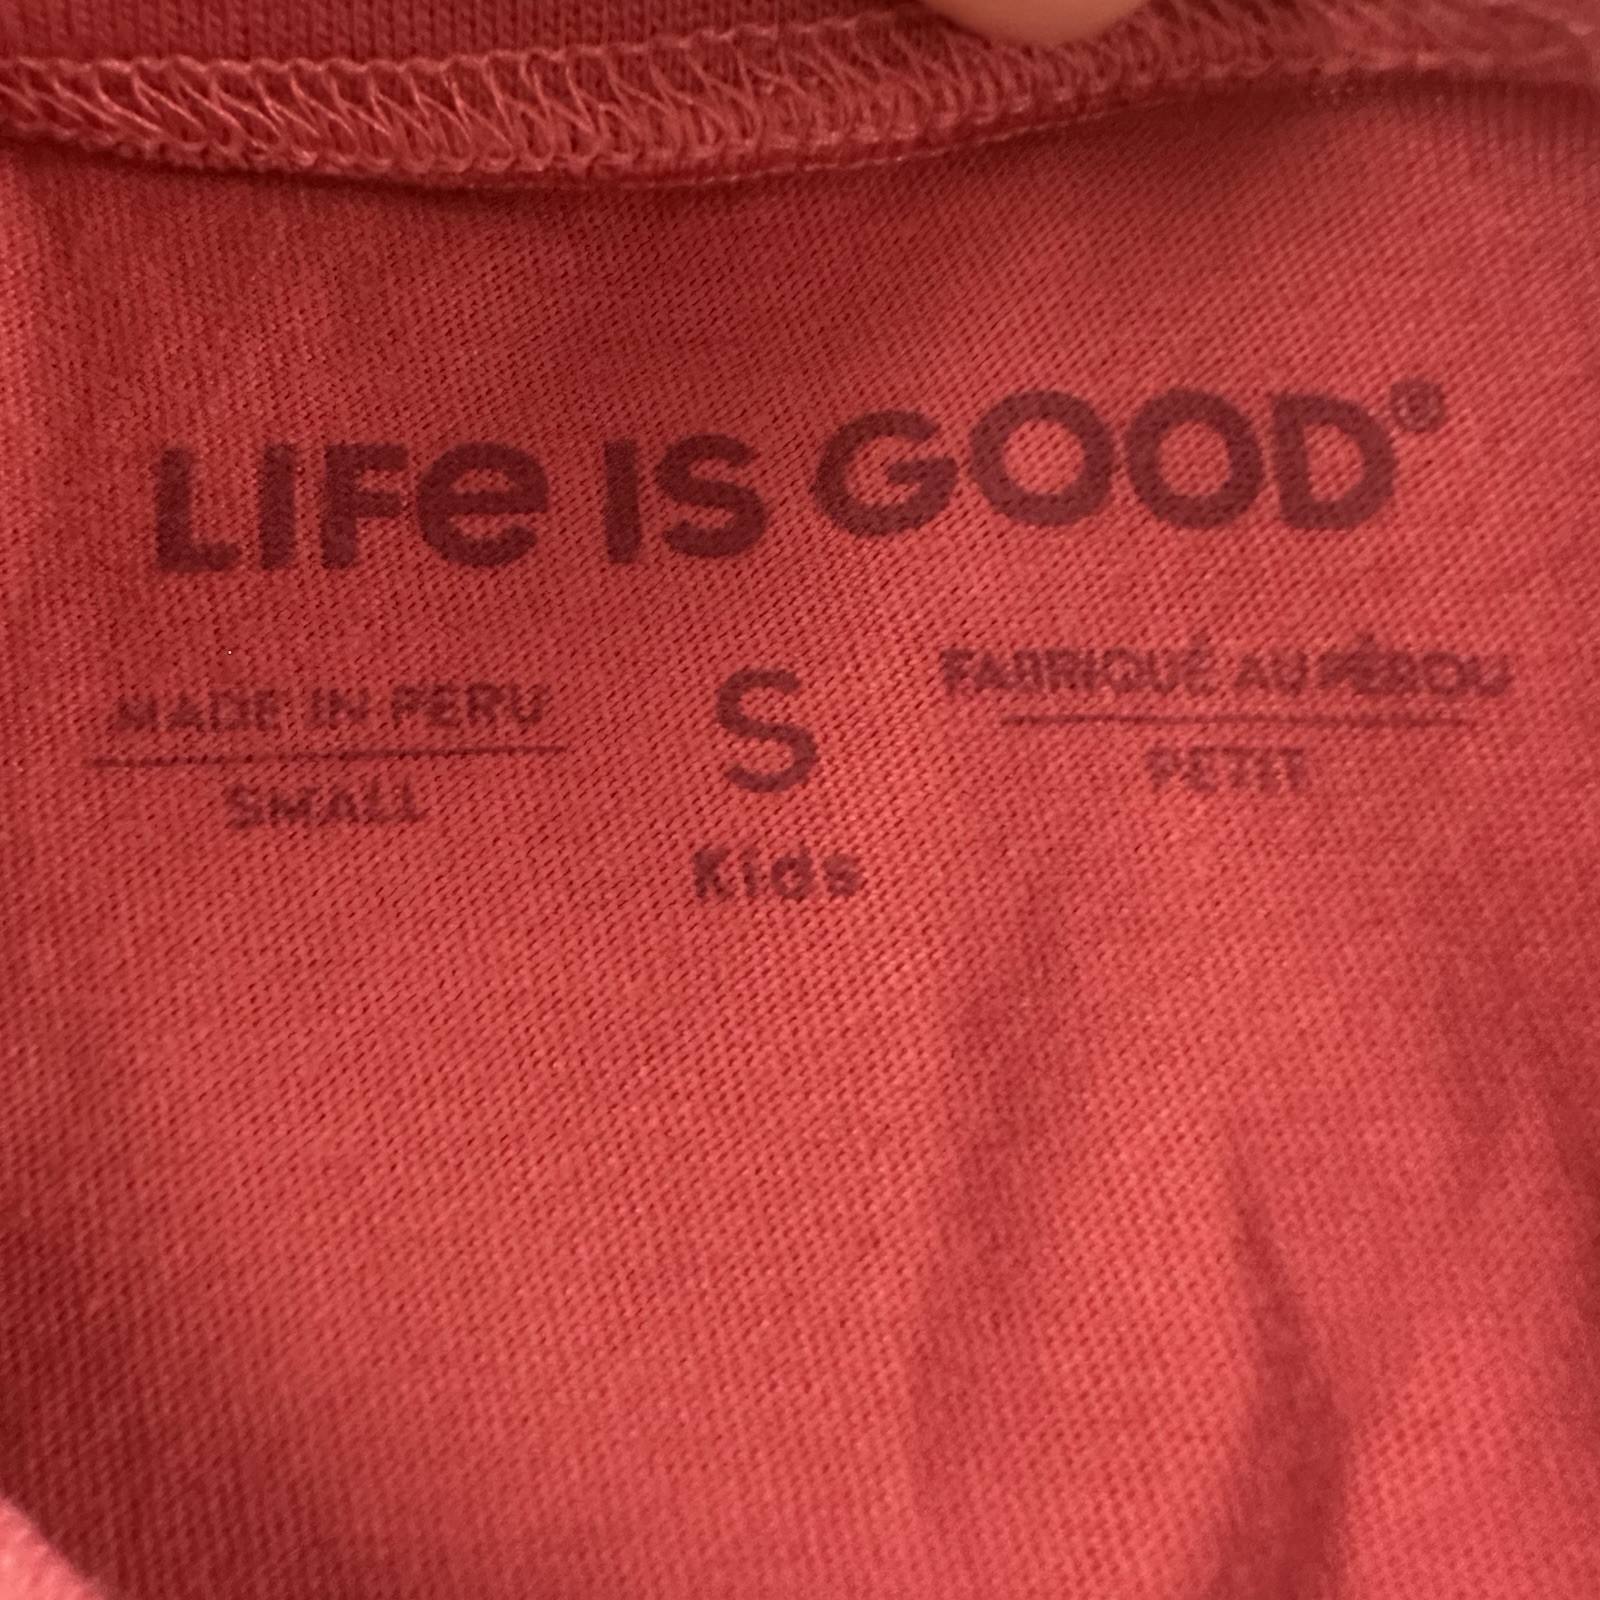 LIFe IS GOOD®
MADE IN PERU
SMALL
S
Kids
FABRIQUÉ AU PÉROU
PETIT